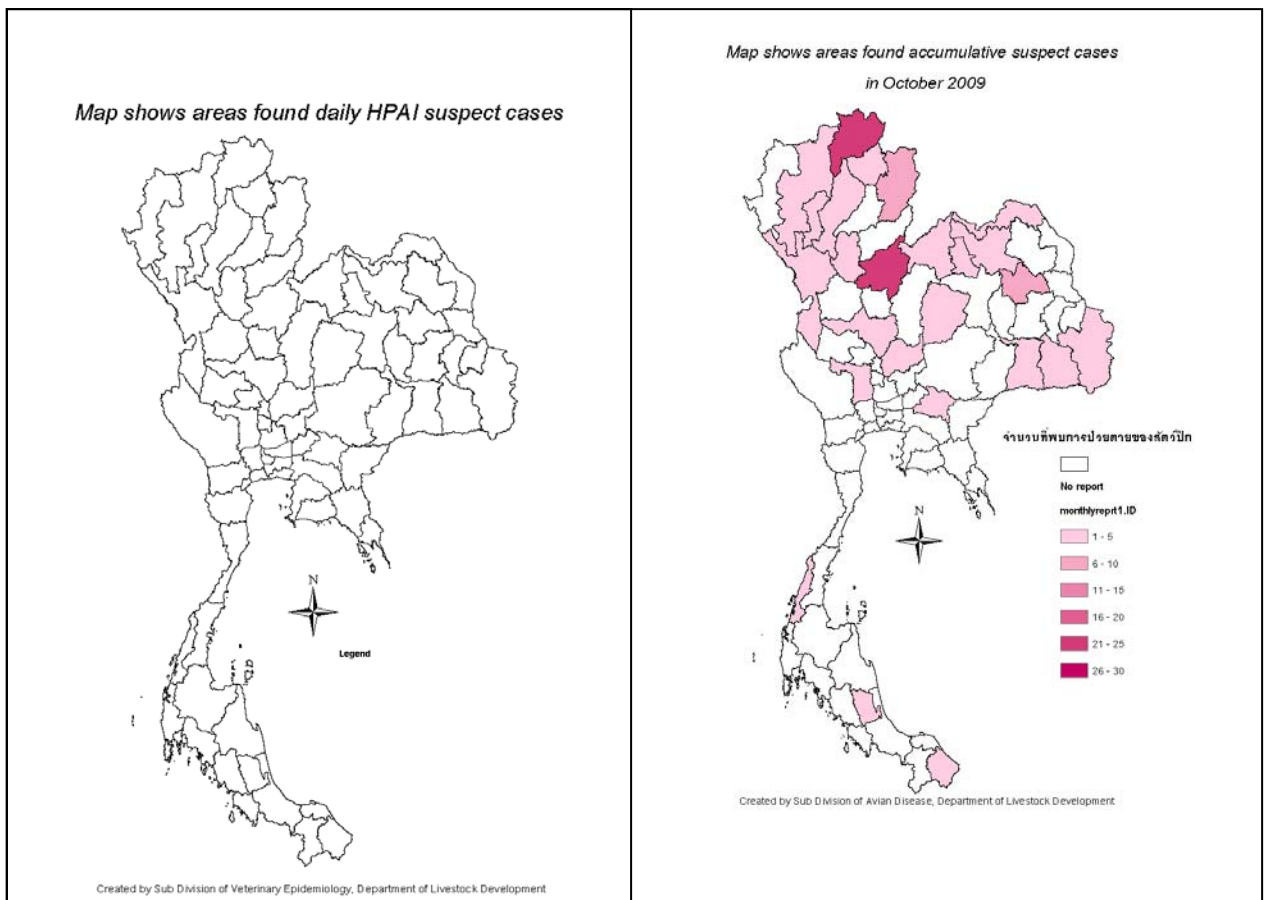 Map shows areas found daily HPAI suspect cases
N
Legend
Created by Sub Division of Veterinary Epidemiology, Department of Livestock Development
Map shows areas found accumulative suspect cases
in October 2009
จำนวนที่พบการป่วยตายของสัตว์ปีก
No report
monthlyreprt1.ID
1 - 5
6 - 10
11 - 15
16 - 20
21 - 25
26 - 30
N
Created by Sub Division of Avian Disease, Department of Livestock Development